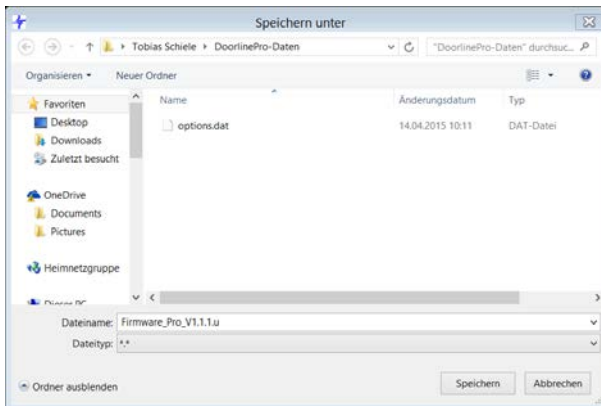 Speichern unter
Tobias Schiele DoorlinePro-Daten "DoorlinePro-Daten" durchsuc...
Organisieren Neuer Ordner
Favoriten
Desktop
Downloads
Zuletzt besucht
OneDrive
Documents
Pictures
Heimnetzgruppe
Dieser PC
Name Änderungsdatum Typ
options.dat 14.04.2015 10:11 DAT-Datei
Dateiname: Firmware_Pro_V1.1.1.u
Dateityp: *.*
Ordner ausblenden Speichern Abbrechen